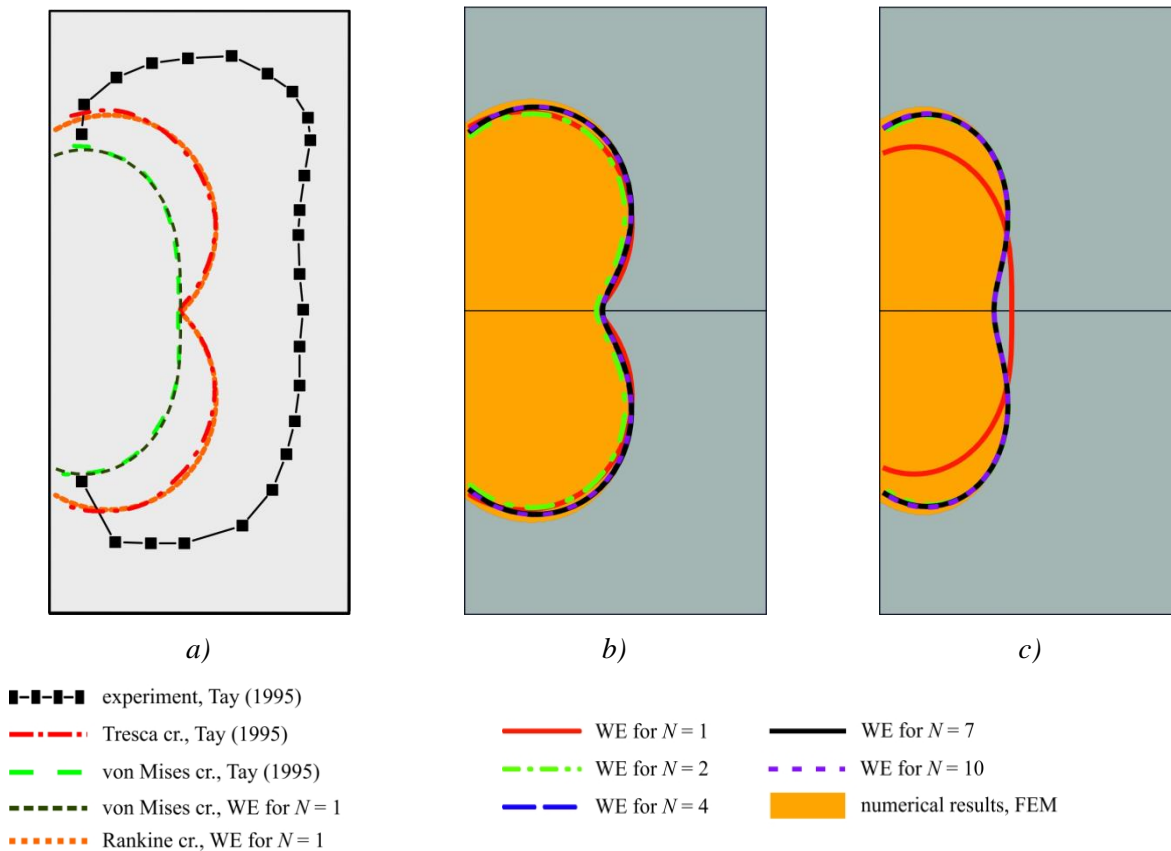 a)
b)
c)
experiment, Tay (1995)
Tresca cr., Tay (1995)
von Mises cr., Tay (1995)
von Mises cr., WE for N = 1
Rankine cr., WE for N = 1
WE for N = 1
WE for N = 2
WE for N = 4
WE for N = 7
WE for N = 10
numerical results, FEM